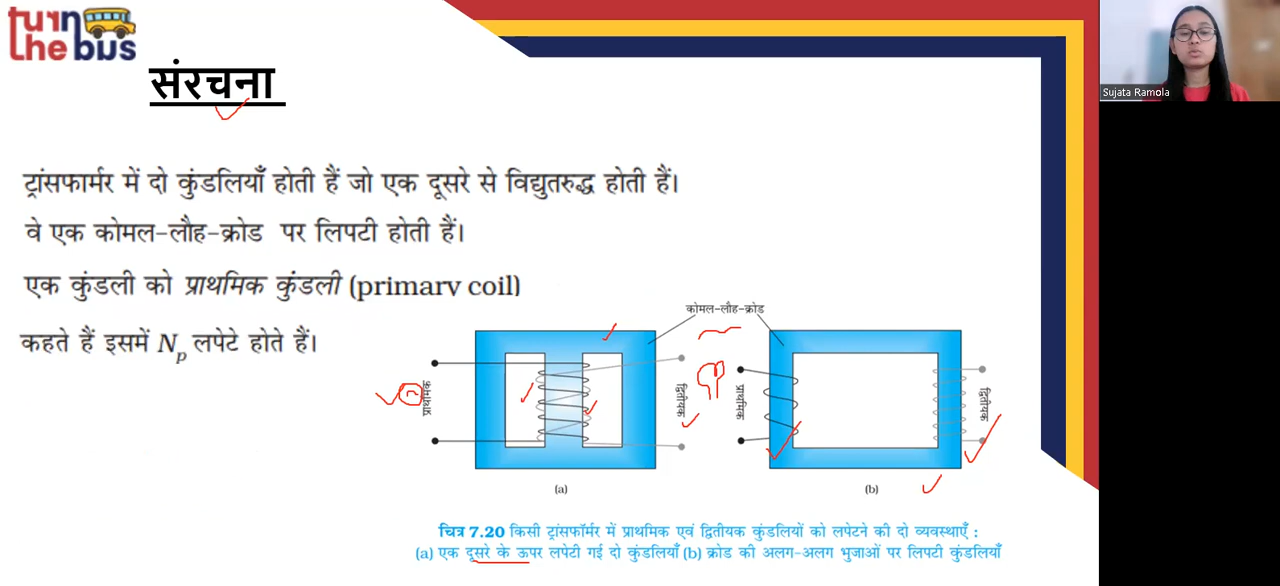 turn
the bus
संरचना
Sujata Ramola
ट्रांसफार्मर में दो कुंडलियाँ होती हैं जो एक दूसरे से विद्युतरुद्ध होती हैं।
वे एक कोमल-लौह-क्रोड पर लिपटी होती हैं।
एक कुंडली को प्राथमिक कुंडली (primary coil)
कहते हैं इसमें Np लपेटे होते हैं।
कोमल-लौह-क्रोड
प्राथमिक
द्वितीयक
प्राथमिक
द्वितीयक
(a)
(b)
चित्र 7.20 किसी ट्रांसफॉर्मर में प्राथमिक एवं द्वितीयक कुंडलियों को लपेटने की दो व्यवस्थाएँ :
(a) एक दूसरे के ऊपर लपेटी गई दो कुंडलियाँ (b) क्रोड की अलग-अलग भुजाओं पर लिपटी कुंडलियाँ